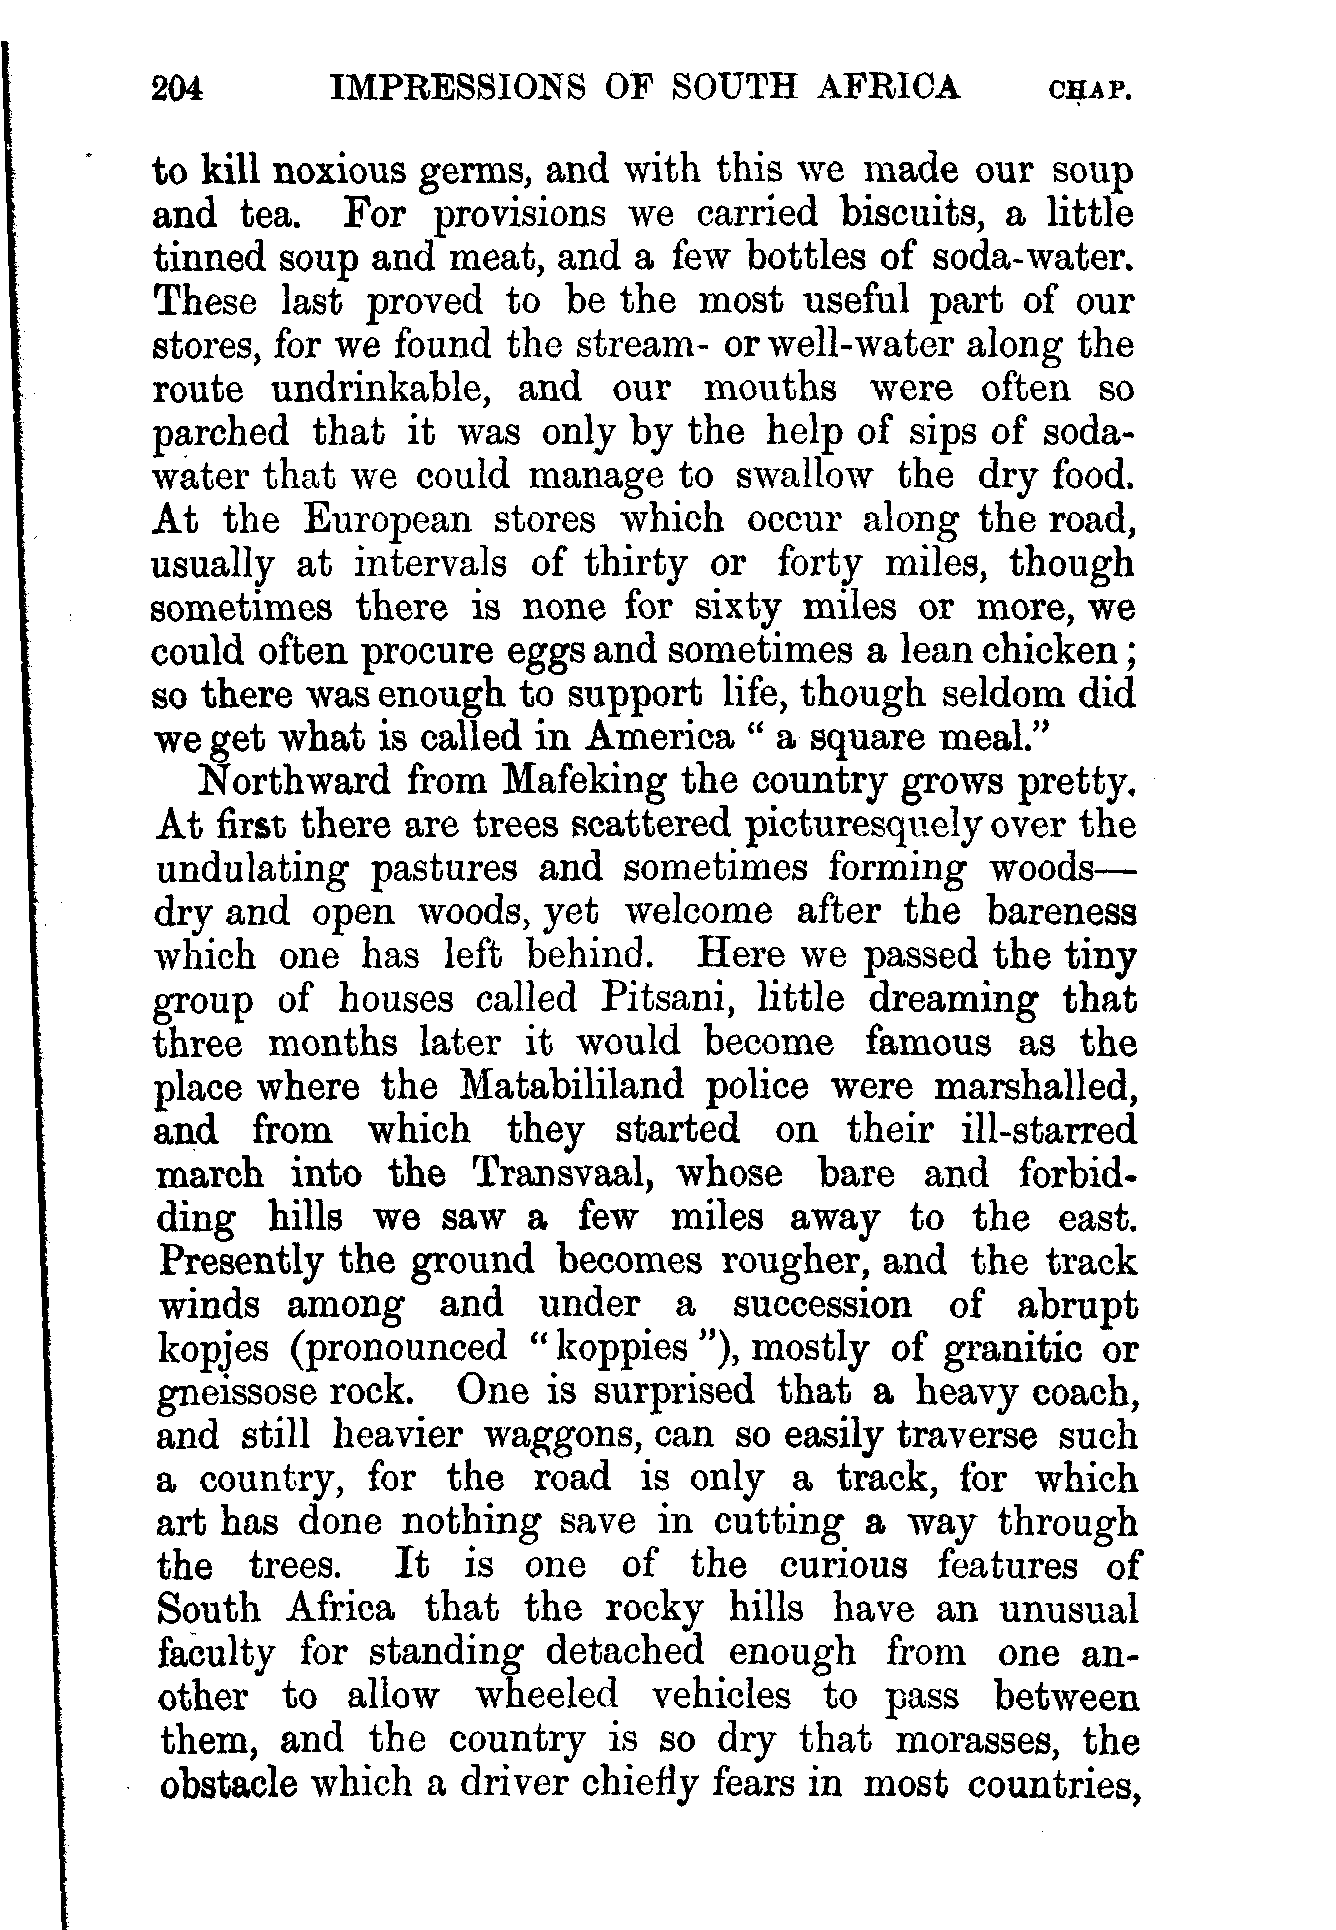 204 IMPRESSIONS OF SOUTH AFRICA CHAP.
to kill noxious germs, and with this we made our soup
and tea. For provisions we carried biscuits, a little
tinned soup and meat, and a few bottles of soda-water.
These last proved to be the most useful part of our
stores, for we found the stream- or well-water along the
route undrinkable, and our mouths were often so
parched that it was only by the help of sips of soda-
water that we could manage to swallow the dry food.
At the European stores which occur along the road,
usually at intervals of thirty or forty miles, though
sometimes there is none for sixty miles or more, we
could often procure eggs and sometimes a lean chicken;
so there was enough to support life, though seldom did
we get what is called in America “ a square meal.”
Northward from Mafeking the country grows pretty.
At first there are trees scattered picturesquely over the
undulating pastures and sometimes forming woods—
dry and open woods, yet welcome after the bareness
which one has left behind. Here we passed the tiny
group of houses called Pitsani, little dreaming that
three months later it would become famous as the
place where the Matabililand police were marshalled,
and from which they started on their ill-starred
march into the Transvaal, whose bare and forbid-
ding hills we saw a few miles away to the east.
Presently the ground becomes rougher, and the track
winds among and under a succession of abrupt
kopjes (pronounced “koppies”), mostly of granitic or
gneissose rock. One is surprised that a heavy coach,
and still heavier waggons, can so easily traverse such
a country, for the road is only a track, for which
art has done nothing save in cutting a way through
the trees. It is one of the curious features of
South Africa that the rocky hills have an unusual
faculty for standing detached enough from one an-
other to allow wheeled vehicles to pass between
them, and the country is so dry that morasses, the
obstacle which a driver chiefly fears in most countries,